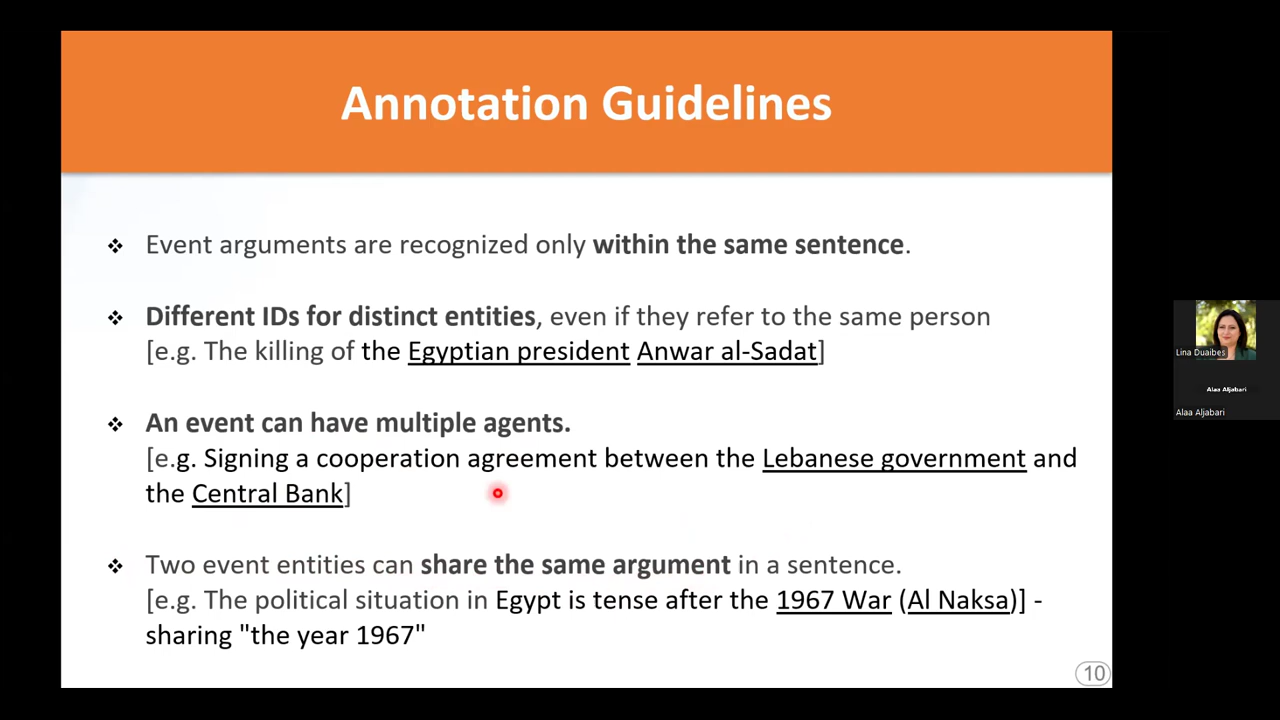 Annotation Guidelines
❖ Event arguments are recognized only within the same sentence.
❖ Different IDs for distinct entities, even if they refer to the same person
[e.g. The killing of the Egyptian president Anwar al-Sadat]
❖ An event can have multiple agents.
[e.g. Signing a cooperation agreement between the Lebanese government and
the Central Bank]
❖ Two event entities can share the same argument in a sentence.
[e.g. The political situation in Egypt is tense after the 1967 War (Al Naksa)] -
sharing "the year 1967"
10
Lina Duaibes
Alaa Aljabari
Alaa Aljabari